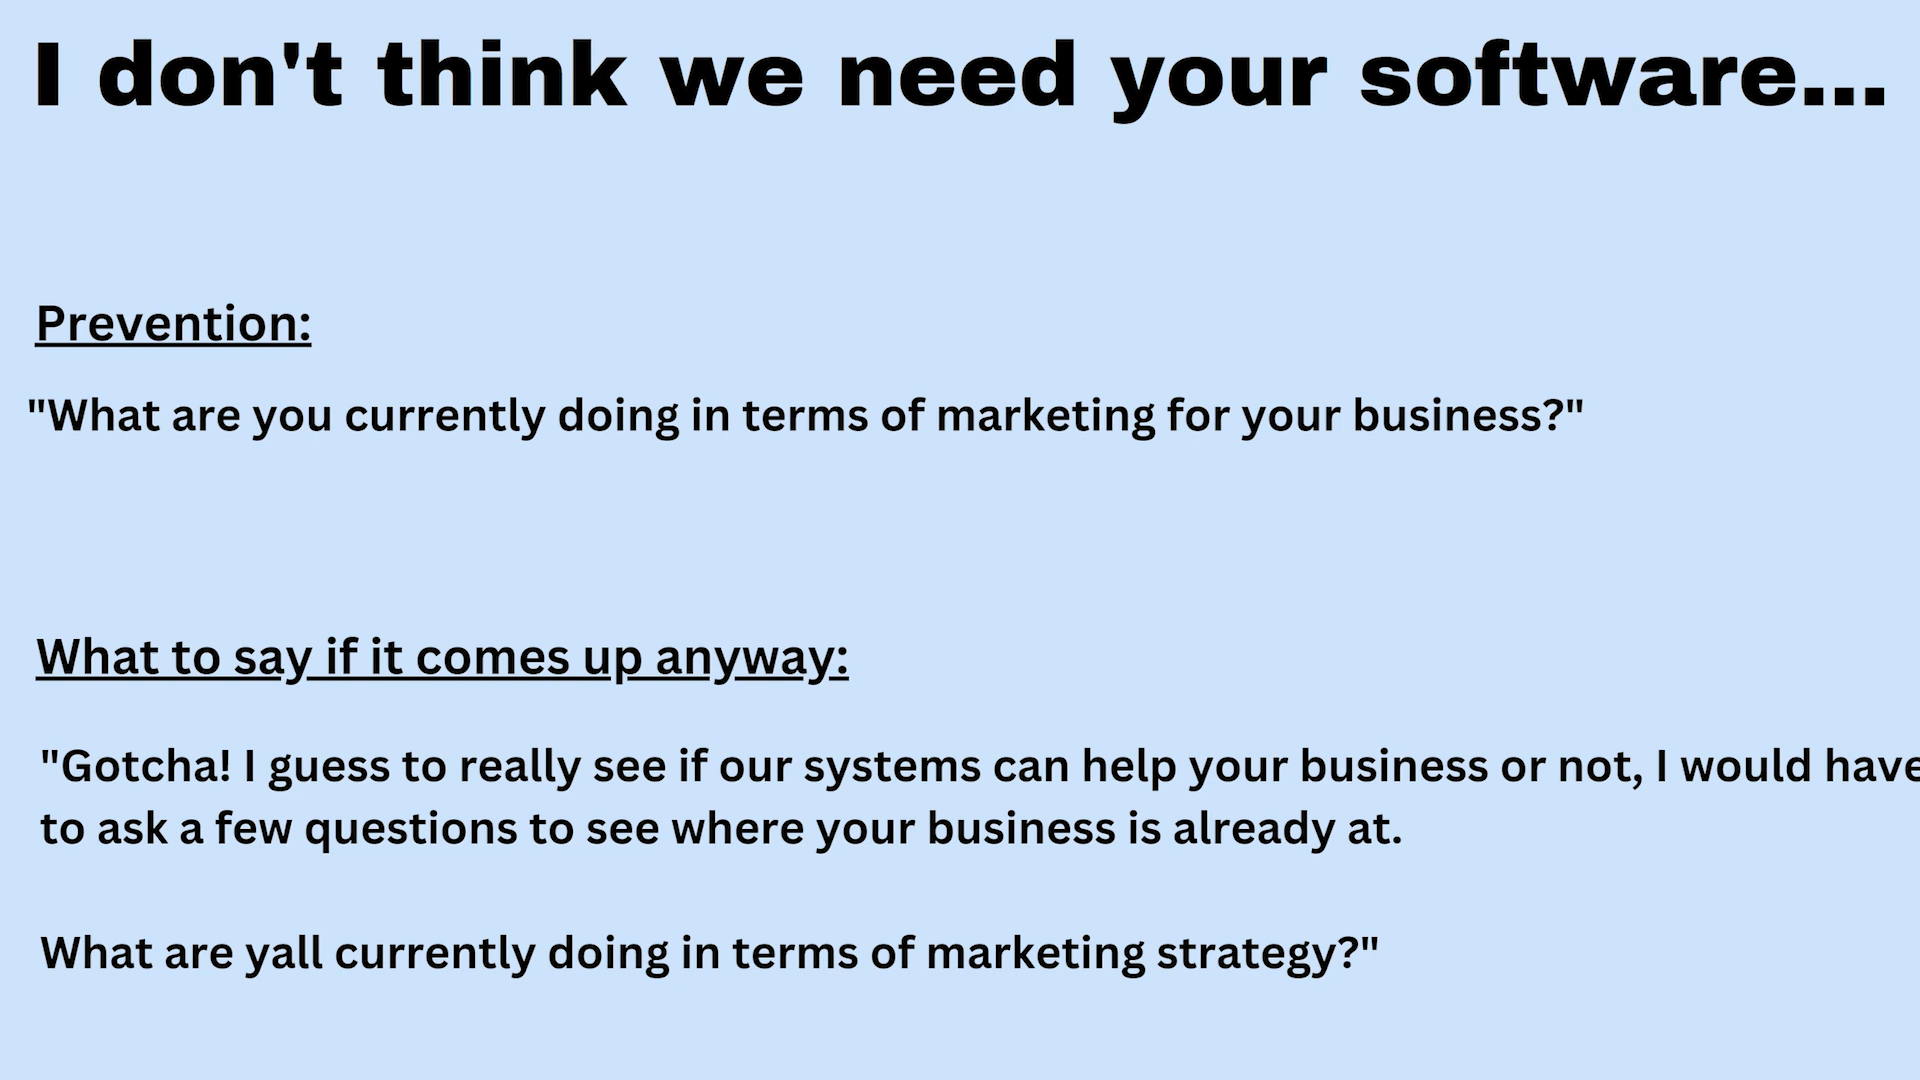 I don't think we need your software...
Prevention:
"What are you currently doing in terms of marketing for your business?"
What to say if it comes up anyway:
"Gotcha! I guess to really see if our systems can help your business or not, I would have
to ask a few questions to see where your business is already at.
What are yall currently doing in terms of marketing strategy?"